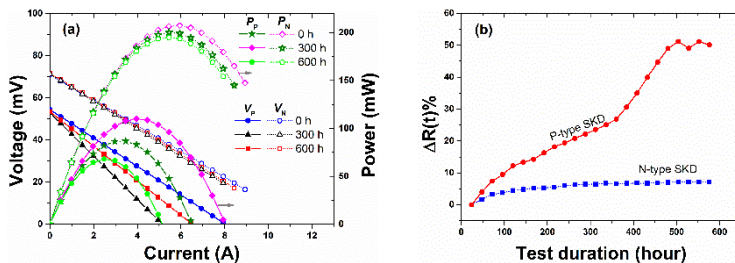 (a)
P_P P_N
0 h
300 h
600 h
V_P V_N
0 h
300 h
600 h
Voltage (mV)
100
80
60
40
20
0
Power (mW)
200
150
100
50
0
0 2 4 6 8 10
Current (A)
(b)
ΔR(t)%
60
50
40
30
20
10
0
P-type SKD
N-type SKD
0 100 200 300 400 500 600 700
Test duration (hour)